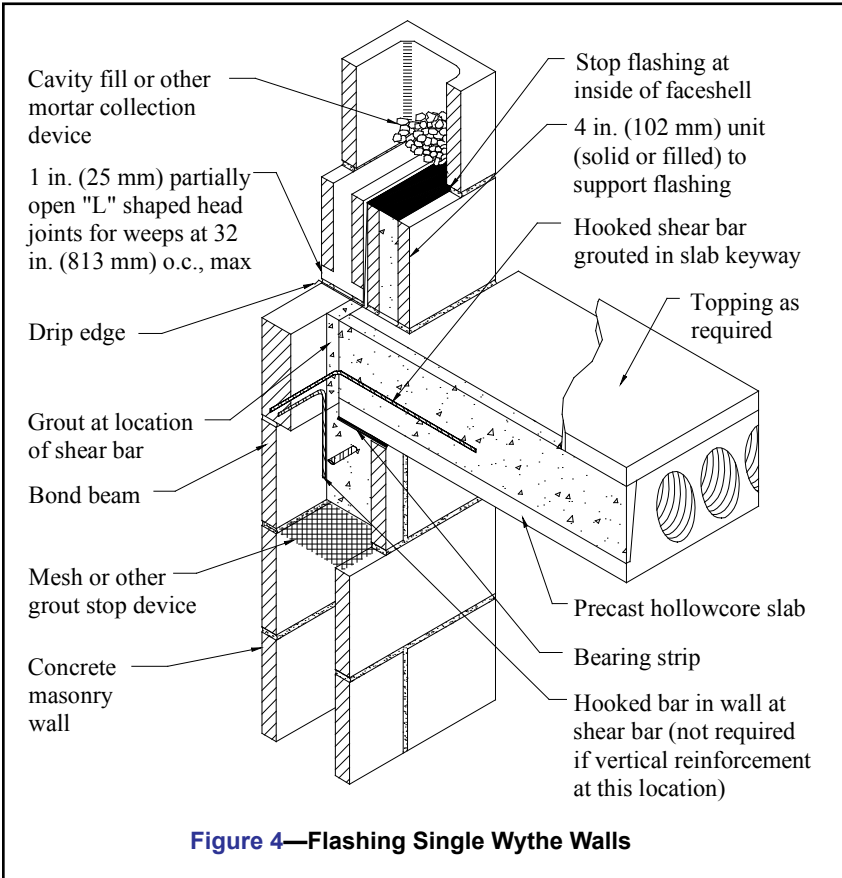 Cavity fill or other
mortar collection
device
1 in. (25 mm) partially
open "L" shaped head
joints for weeps at 32
in. (813 mm) o.c., max
Drip edge
Grout at location
of shear bar
Bond beam
Mesh or other
grout stop device
Concrete
masonry
wall
Stop flashing at
inside of faceshell
4 in. (102 mm) unit
(solid or filled) to
support flashing
Hooked shear bar
grouted in slab keyway
Topping as
required
Precast hollowcore slab
Bearing strip
Hooked bar in wall at
shear bar (not required
if vertical reinforcement
at this location)
Figure 4—Flashing Single Wythe Walls